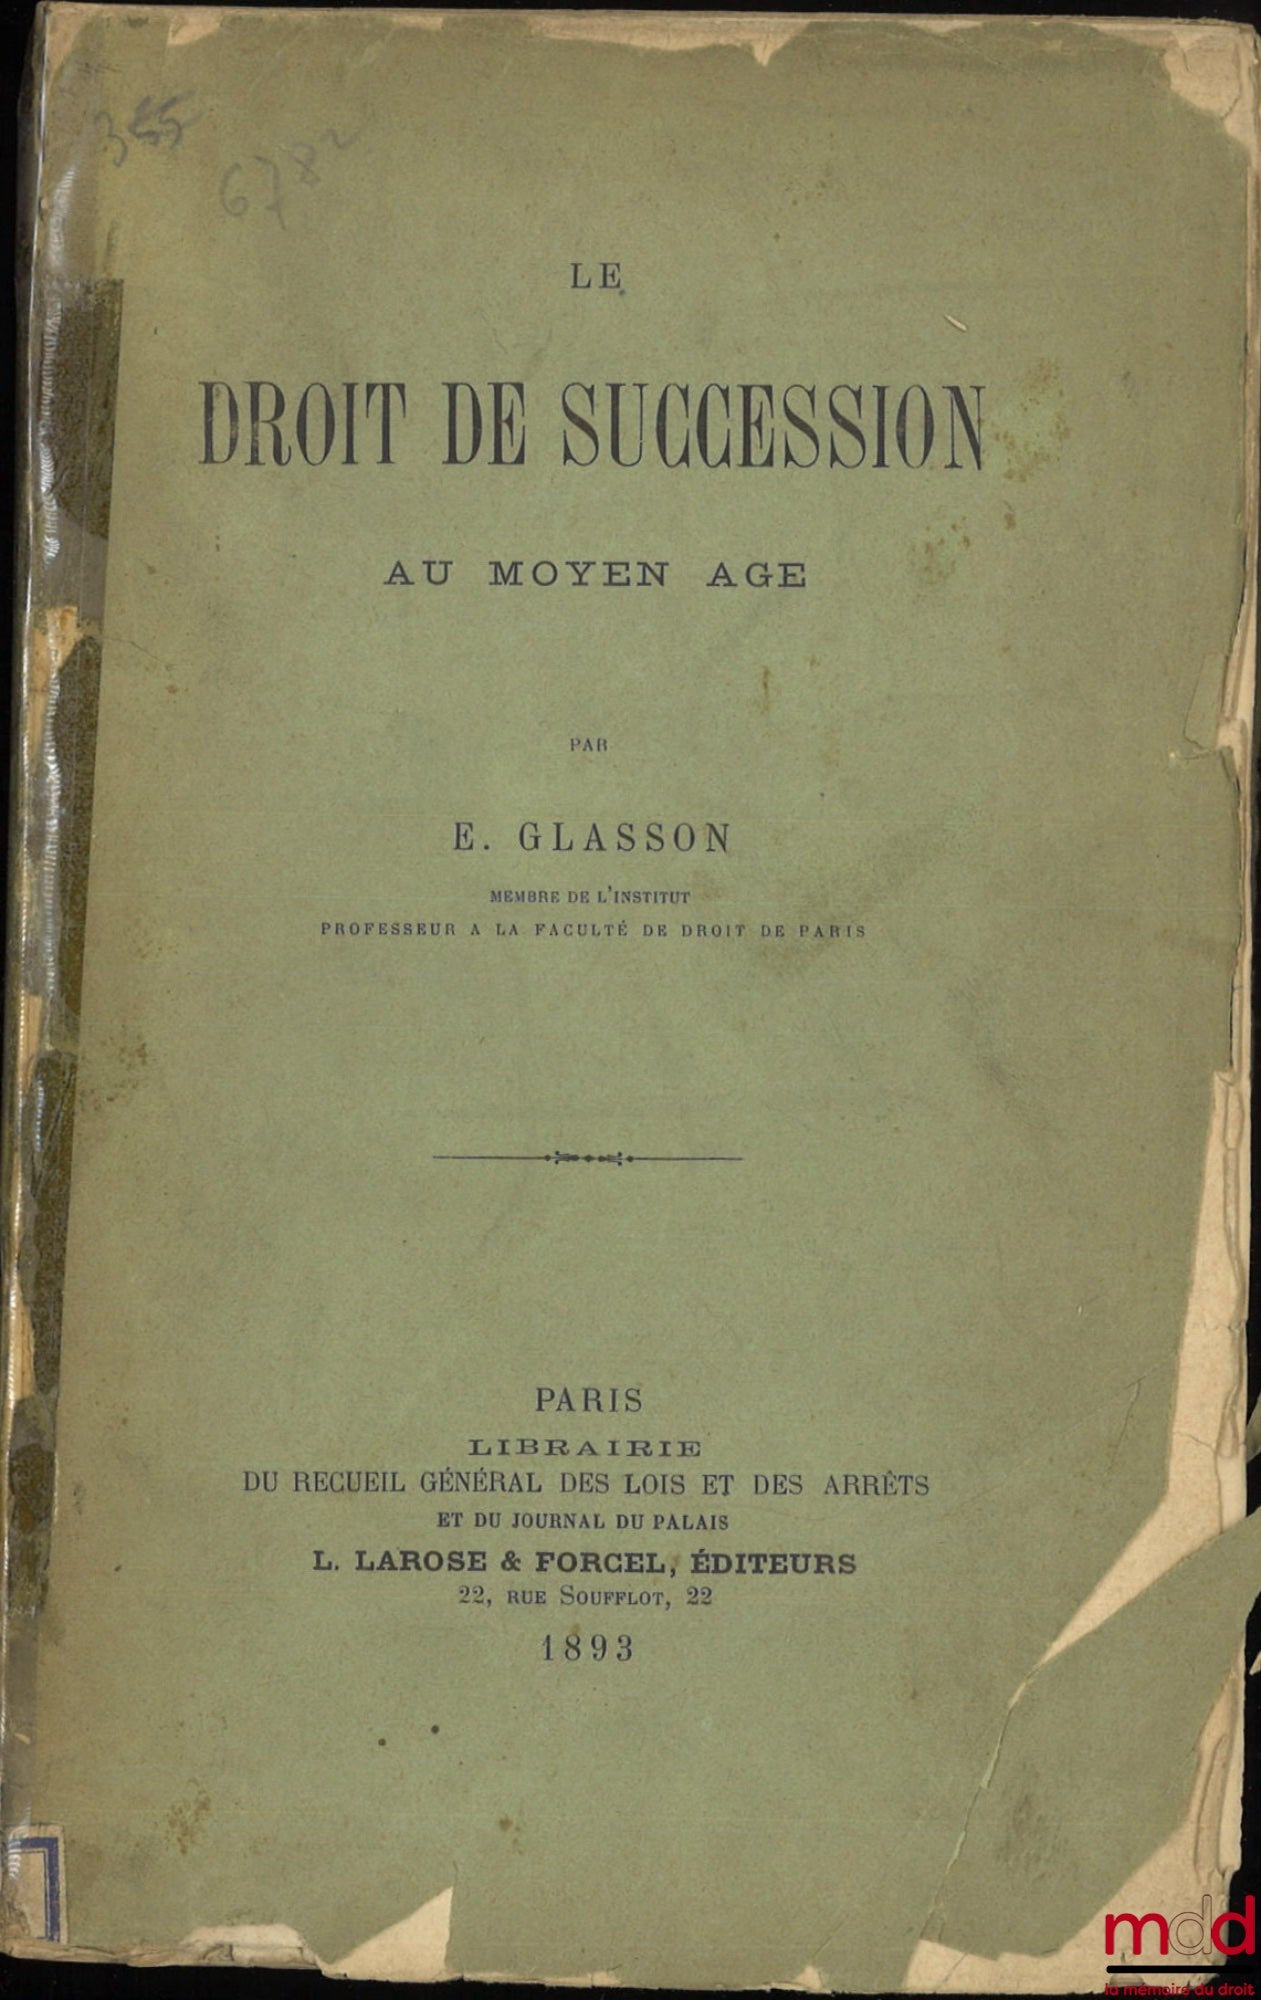 355
678²
LE
DROIT DE SUCCESSION
AU MOYEN AGE
PAR
E. GLASSON
MEMBRE DE L'INSTITUT
PROFESSEUR A LA FACULTÉ DE DROIT DE PARIS
PARIS
LIBRAIRIE
DU RECUEIL GÉNÉRAL DES LOIS ET DES ARRÊTS
ET DU JOURNAL DU PALAIS
L. LAROSE & FORCEL, ÉDITEURS
22, RUE SOUFFLOT, 22
1893
mdd
la mémoire du droit